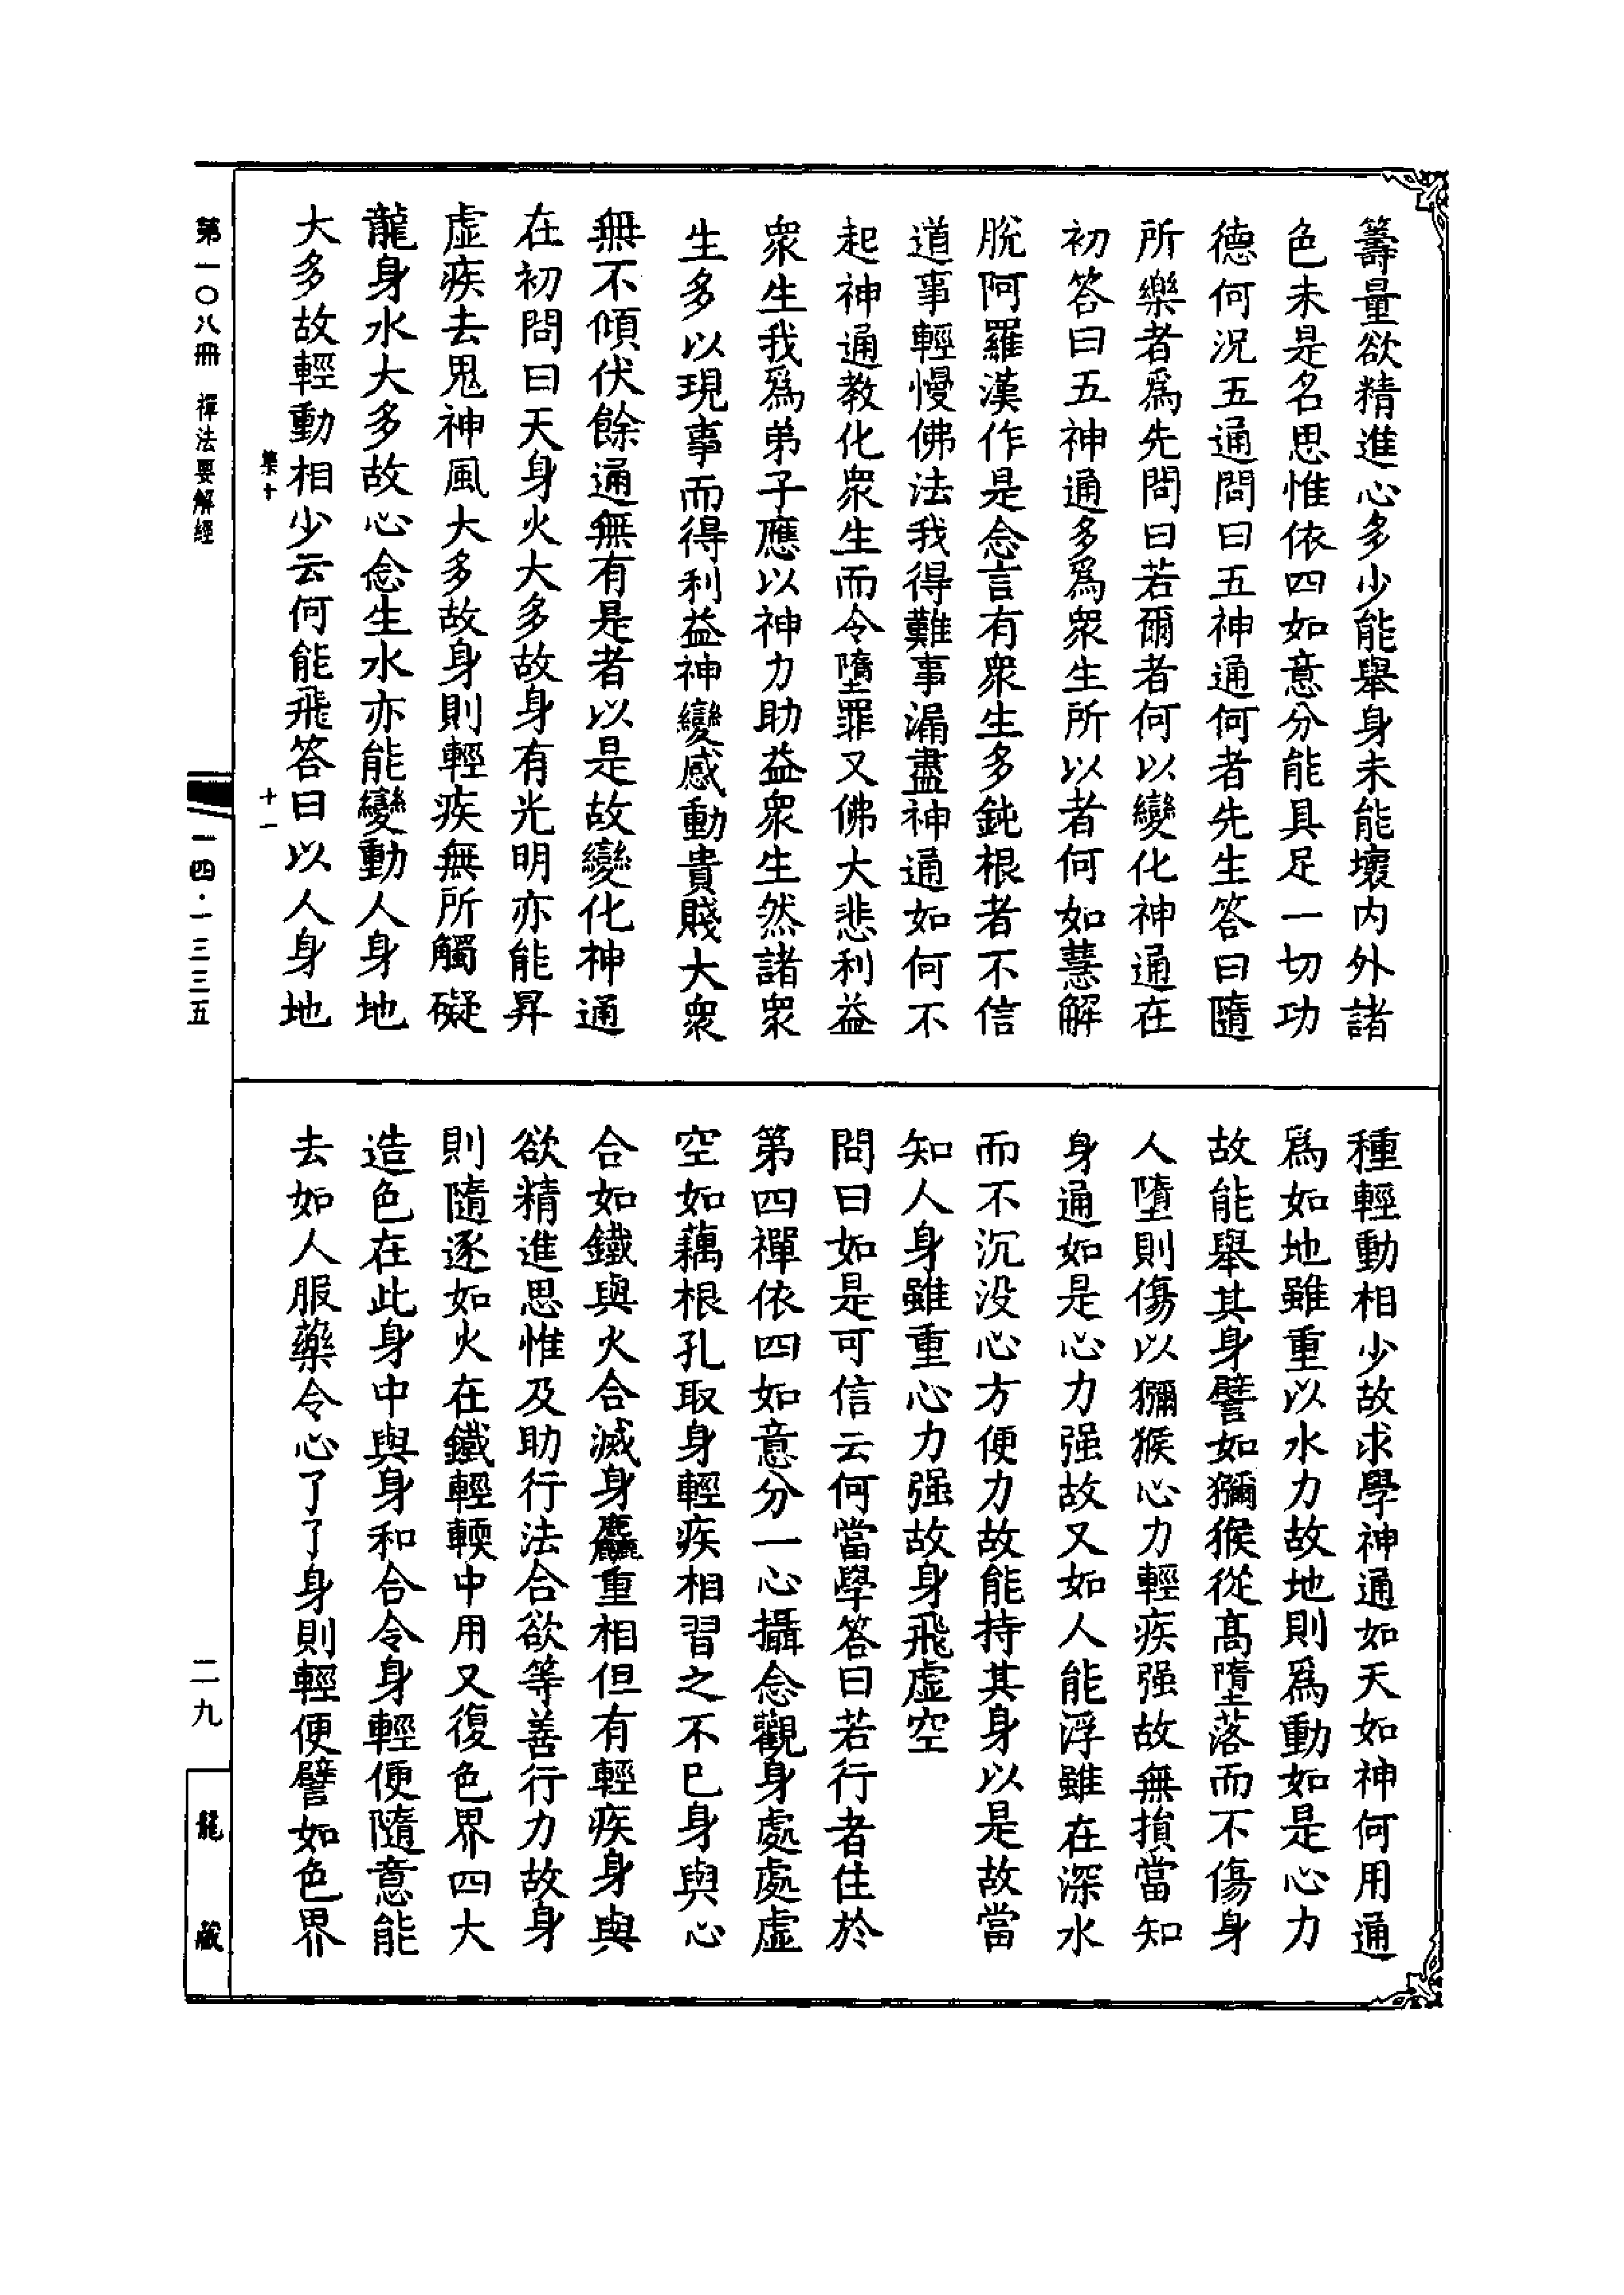 籌量欲精進心多少能舉身未能壞内外諸
色未是名思惟依四如意分能具足一切功
德何況五通問曰五神通何者先生答曰隨
所樂者爲先問曰若爾者何以變化神通在
初答曰五神通多爲衆生所以者何如慧解
脫阿羅漢作是念言有衆生多鈍根者不信
道事輕慢佛法我得難事漏盡神通如何不
起神通教化衆生而令墮罪又佛大悲利益
衆生我爲弟子應以神力助益衆生然諸衆
生多以現事而得利益神變感動貴賤大衆
無不傾伏餘通無有是者以是故變化神通
在初問曰天身火大多故身有光明亦能昇
虛疾去鬼神風大多故身則輕疾無所觸礙
龍身水大多故心念生水亦能變動人身地
大多故輕動相少云何能飛答曰以人身地
種輕動相少故求學神通如天如神何用通
爲如地雖重以水力故地則爲動如是心力
故能舉其身譬如獼猴從高墮落而不傷身
人墮則傷以獼猴心力輕疾强故無損當知
身通如是心力强故又如人能浮雖在深水
而不沉没心方便力故能持其身以是故當
知人身雖重心力强故身飛虛空
問曰如是可信云何當學答曰若行者住於
第四禪依四如意分一心攝念觀身處處虛
空如藕根孔取身輕疾相習之不已身與心
合如鐵與火合滅身麤重相但有輕疾身與
欲精進思惟及助行法合欲等善行力故身
則隨逐如火在鐵輕輭中用又復色界四大
造色在此身中與身和合令身輕便隨意能
去如人服藥令心了了身則輕便譬如色界
集十
十一
第一〇八冊 禪法要解經
一四·一三三五
二九
龍藏